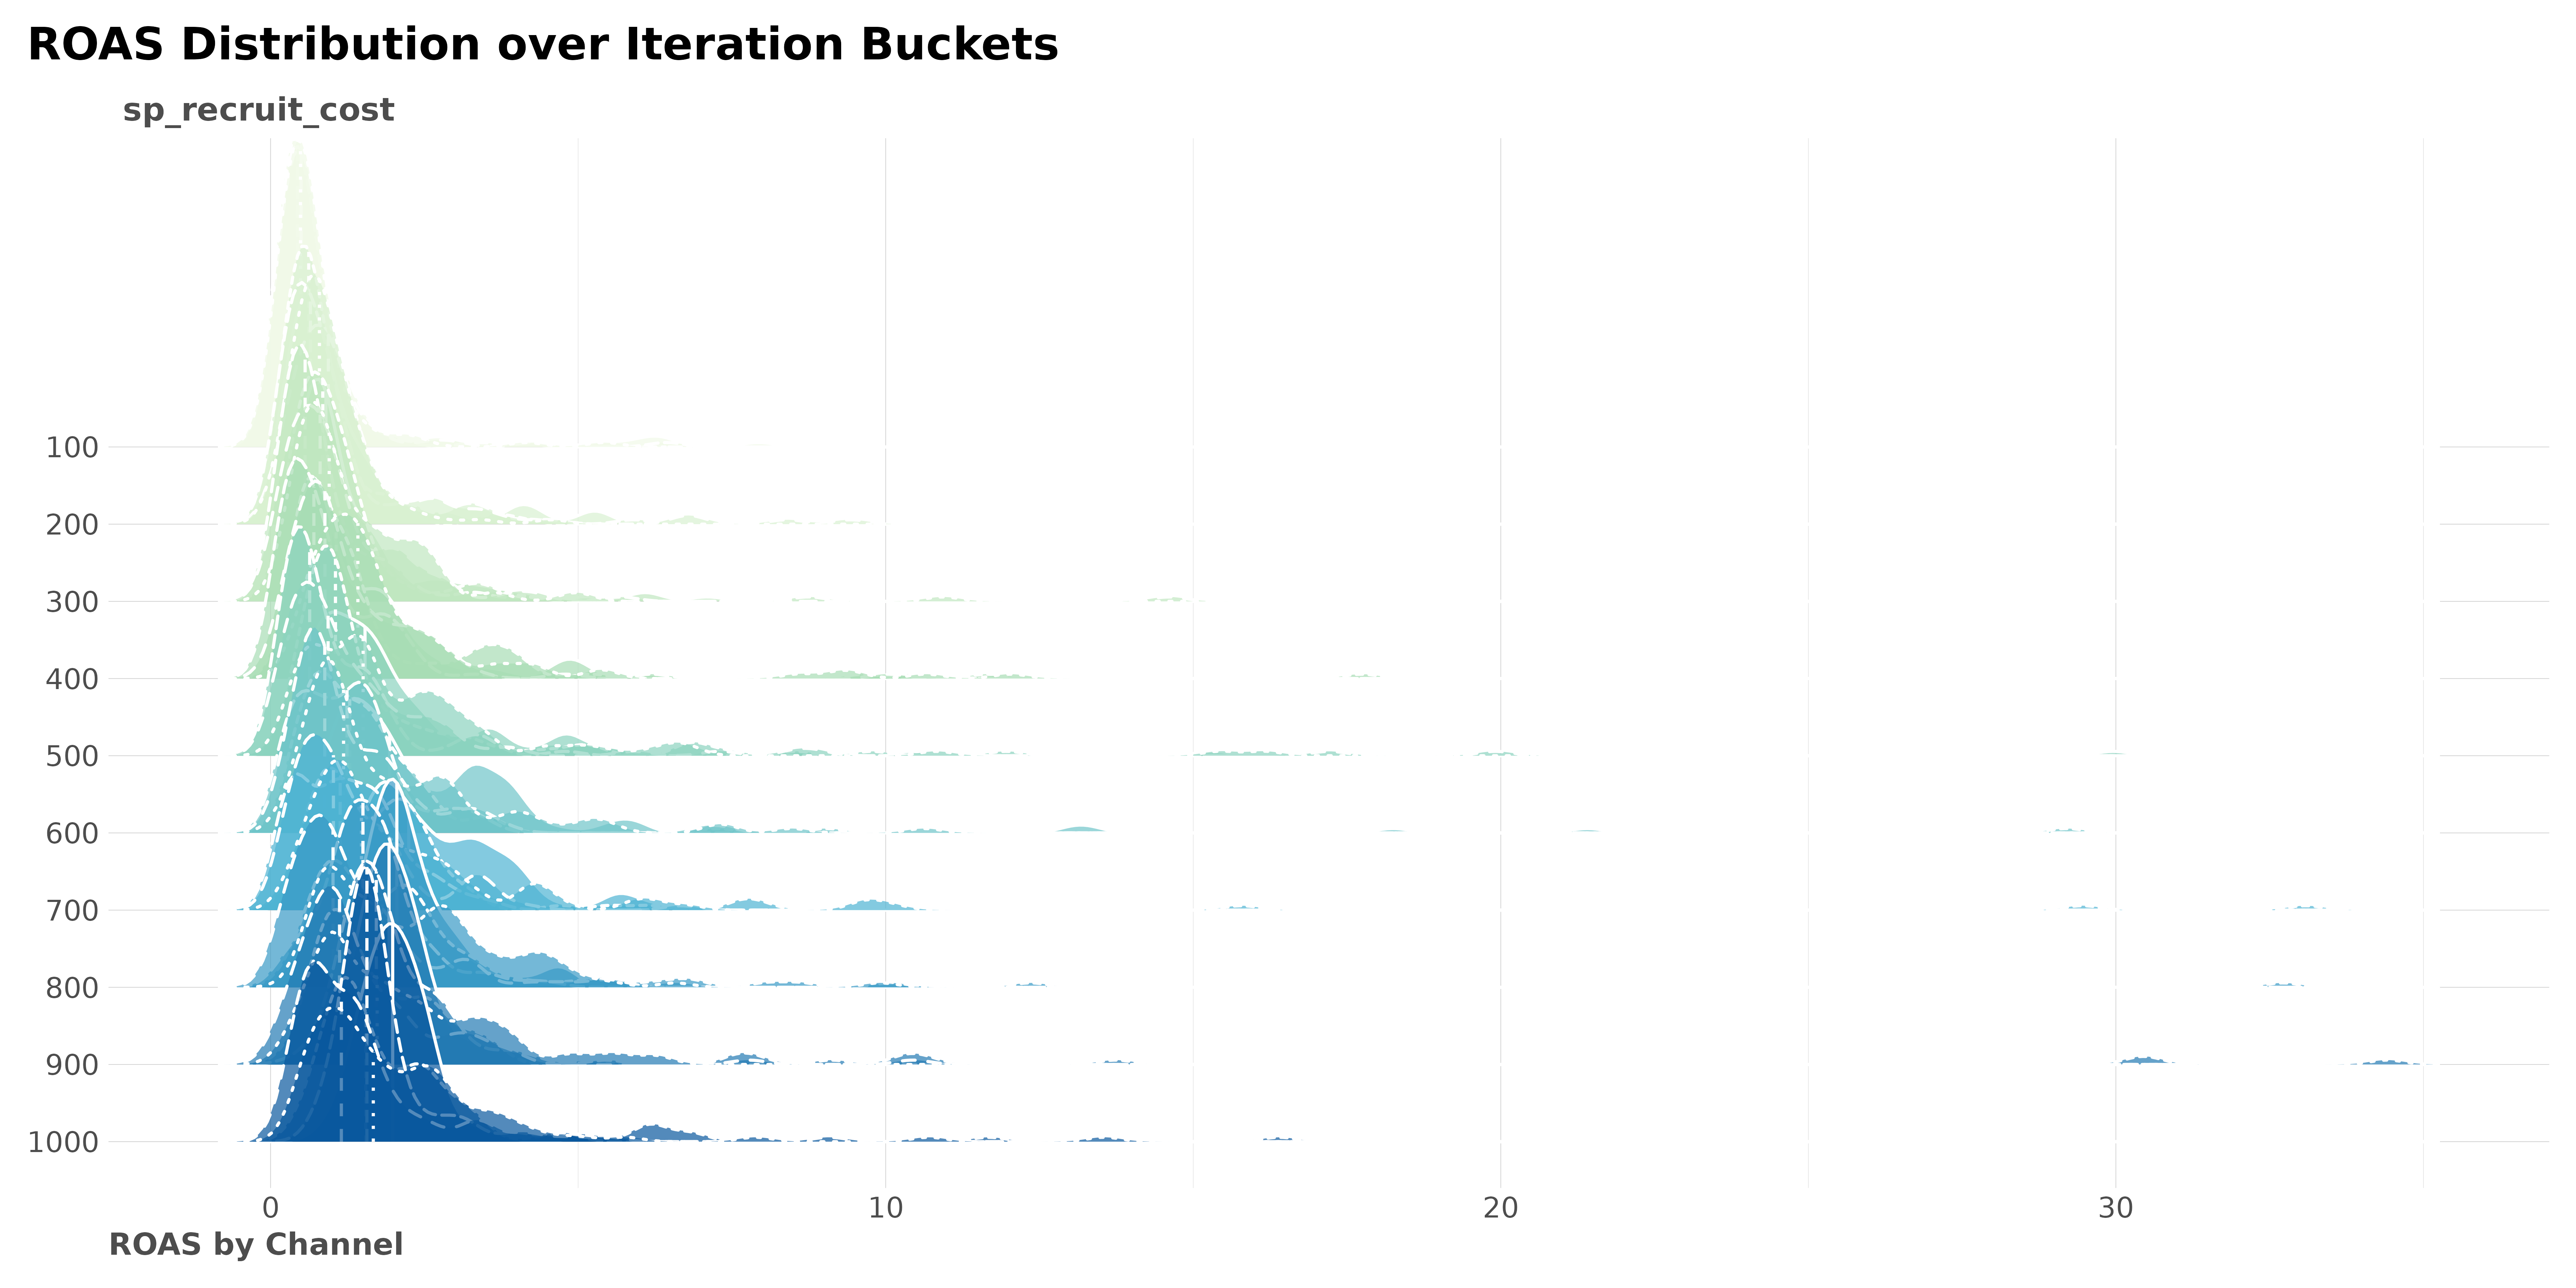 ROAS Distribution over Iteration Buckets
sp_recruit_cost
100
200
300
400
500
600
700
800
900
1000
0 10 20 30
ROAS by Channel